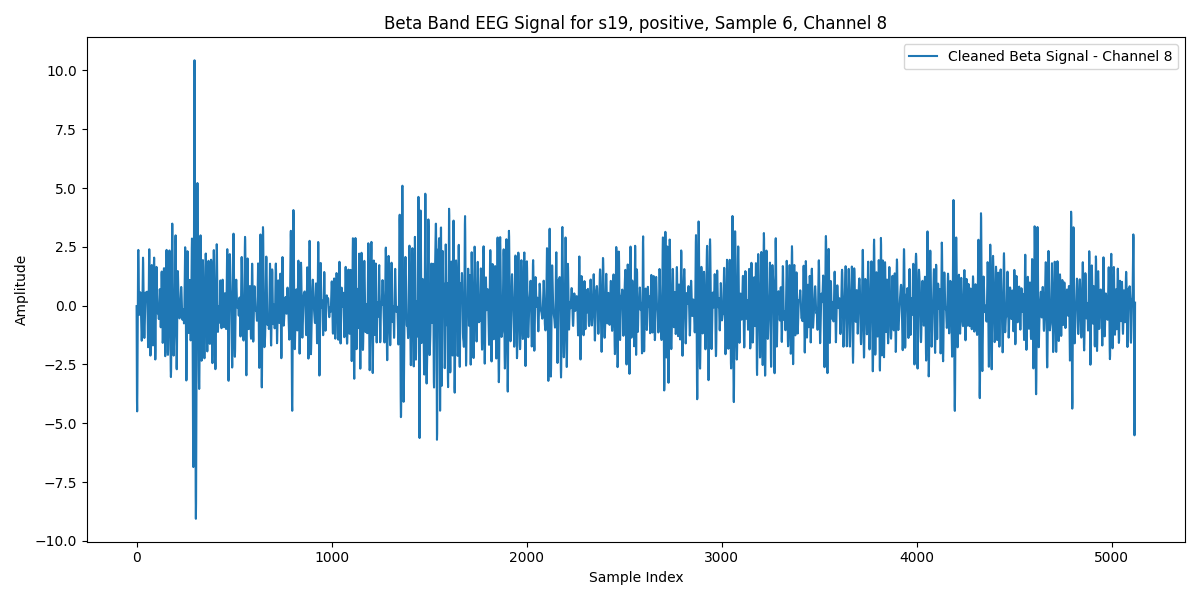 Beta Band EEG Signal for s19, positive, Sample 6, Channel 8
Cleaned Beta Signal - Channel 8
10.0
7.5
5.0
2.5
0.0
−2.5
−5.0
−7.5
−10.0
Amplitude
0 1000 2000 3000 4000 5000
Sample Index